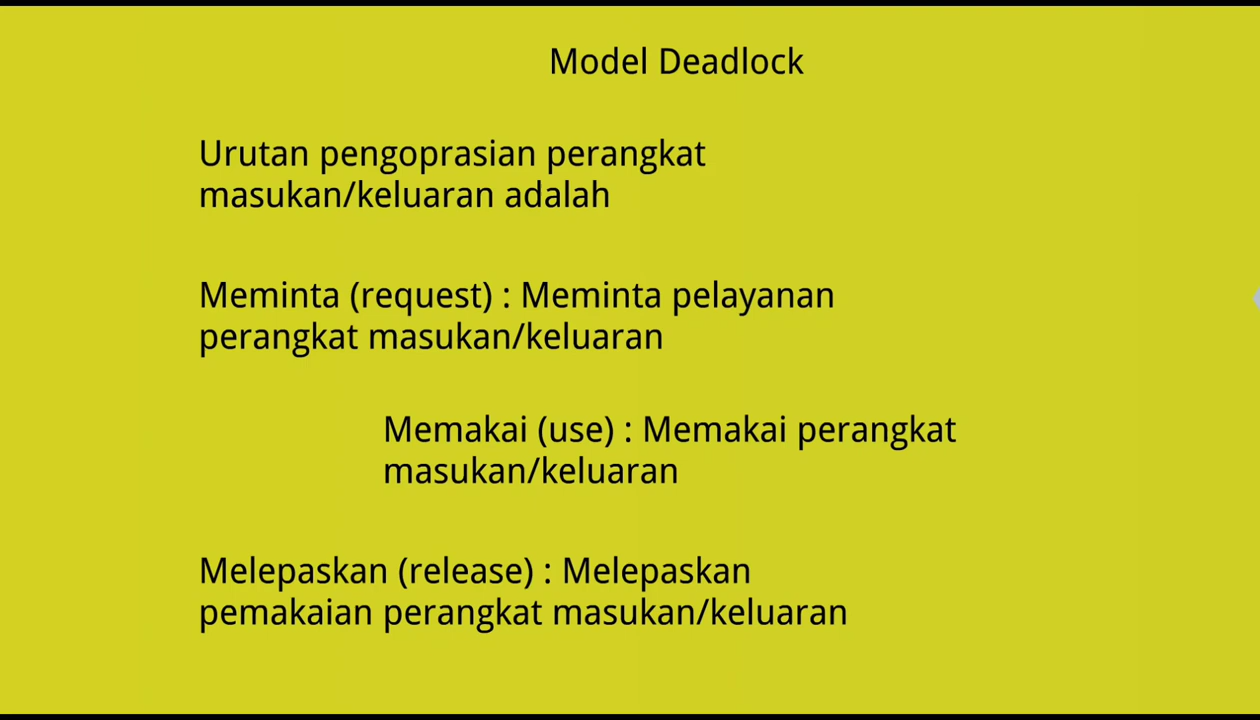 Model Deadlock
Urutan pengoprasian perangkat
masukan/keluaran adalah
Meminta (request) : Meminta pelayanan
perangkat masukan/keluaran
Memakai (use) : Memakai perangkat
masukan/keluaran
Melepaskan (release) : Melepaskan
pemakaian perangkat masukan/keluaran